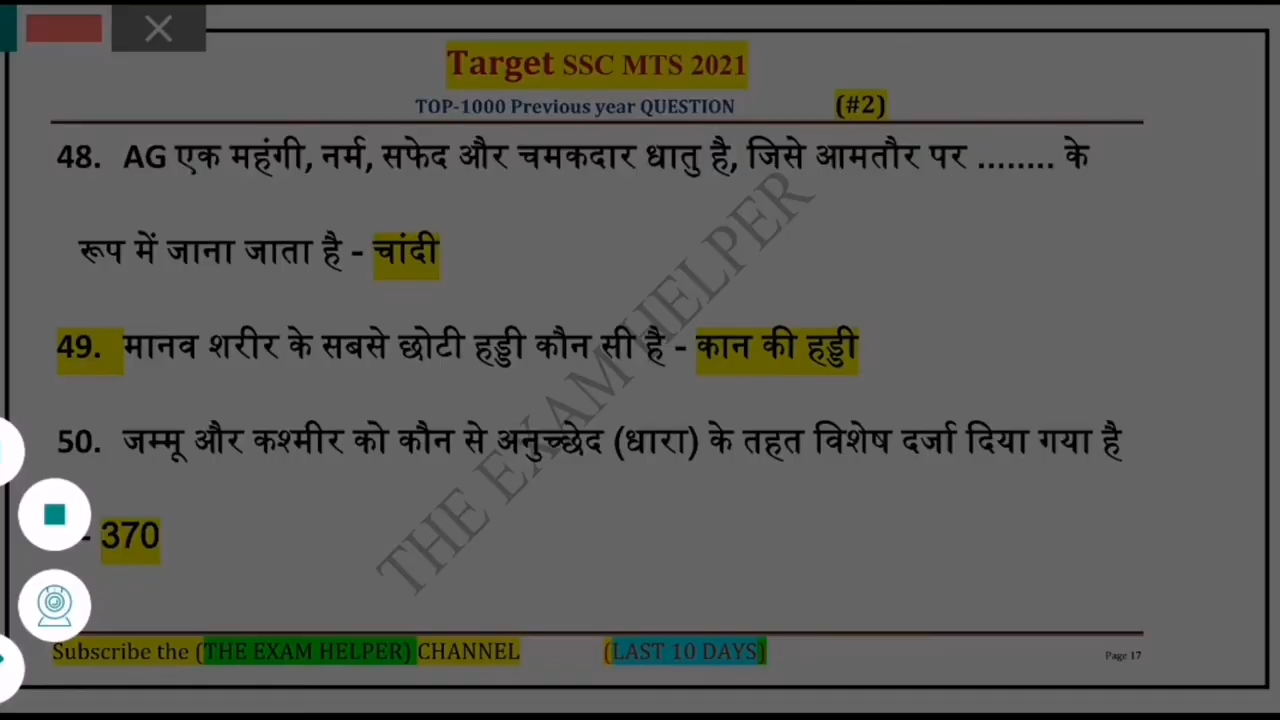 Target SSC MTS 2021
TOP-1000 Previous year QUESTION (#2)
48. AG एक महंगी, नर्म, सफेद और चमकदार धातु है, जिसे आमतौर पर ........ के
रूप में जाना जाता है - चांदी
49. मानव शरीर के सबसे छोटी हड्डी कौन सी है - कान की हड्डी
50. जम्मू और कश्मीर को कौन से अनुच्छेद (धारा) के तहत विशेष दर्जा दिया गया है
- 370
THE EXAM HELPER
Subscribe the (THE EXAM HELPER) CHANNEL (LAST 10 DAYS)
Page 17